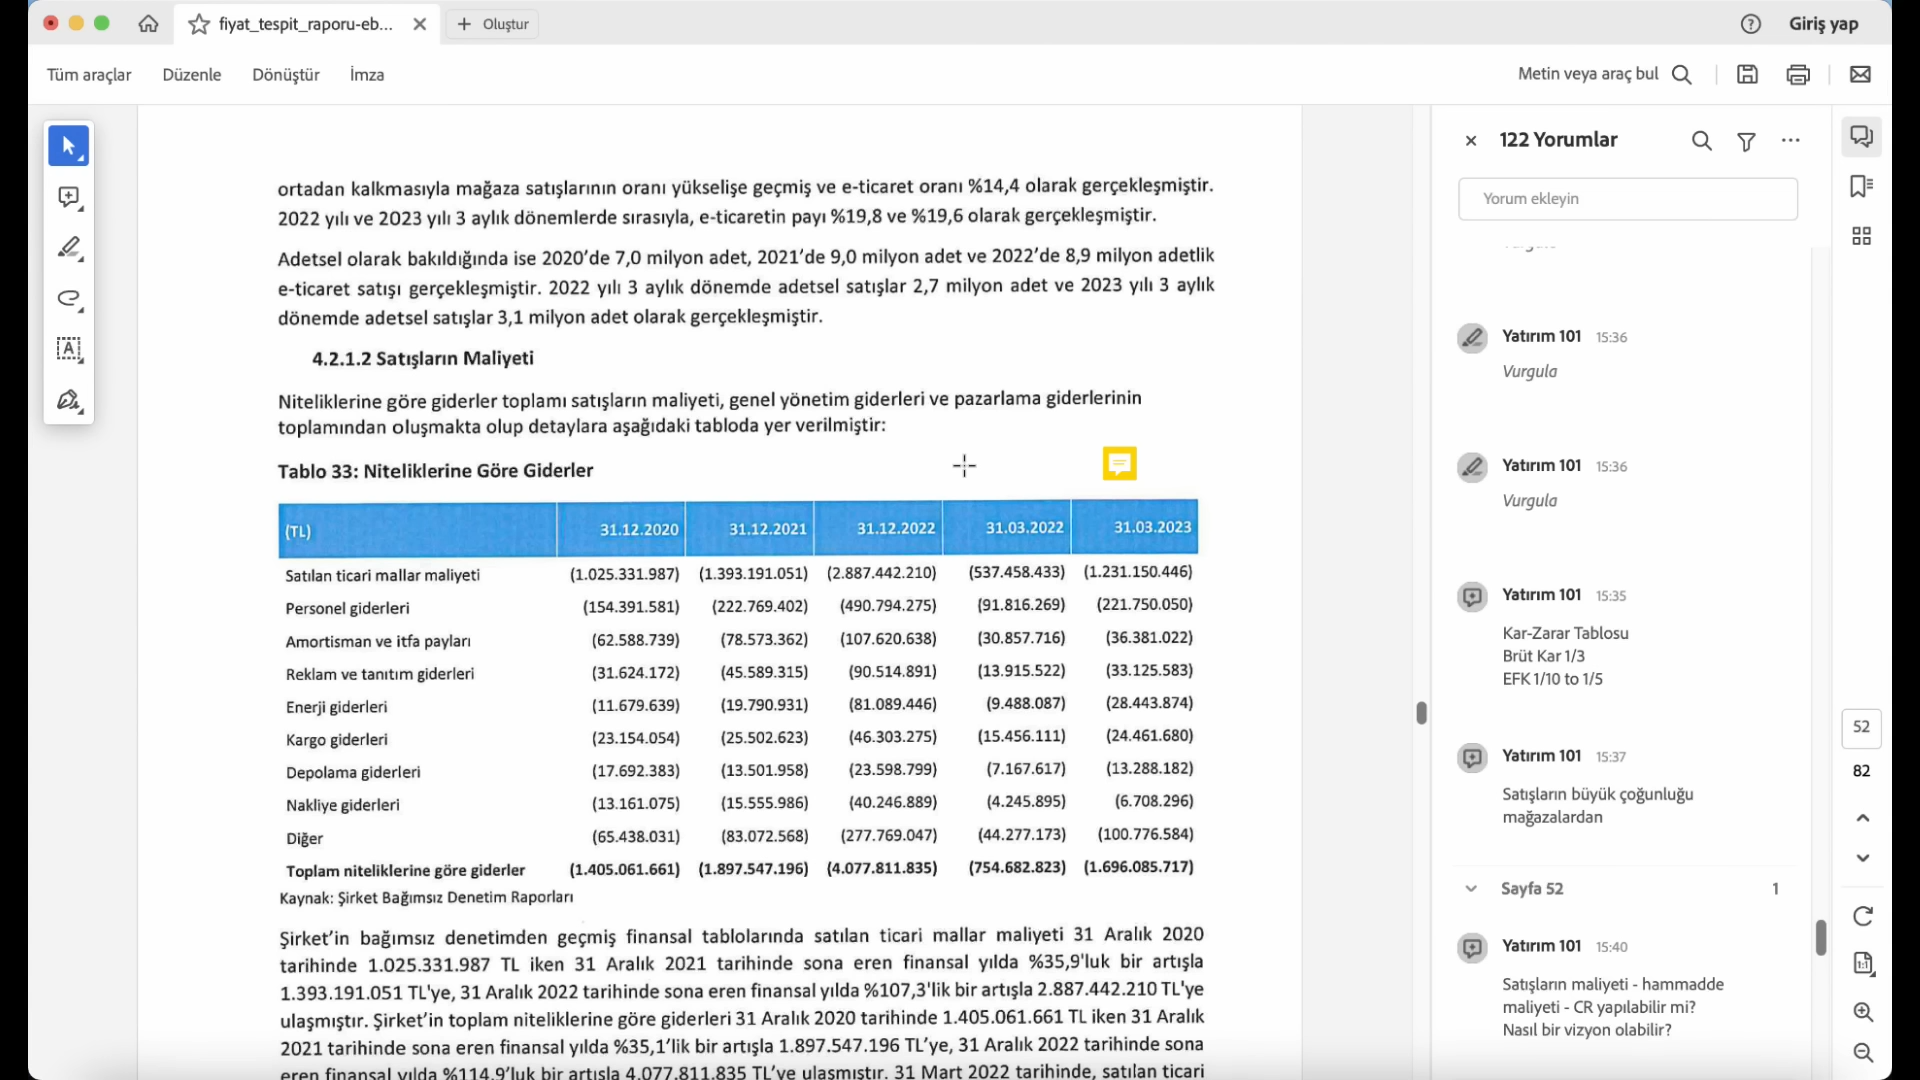 fiyat_tespit_raporu-eb...
Oluştur
Giriş yap
Tüm araçlar
Düzenle
Dönüştür
İmza
Metin veya araç bul
ortadan kalkmasıyla mağaza satışlarının oranı yükselişe geçmiş ve e-ticaret oranı %14,4 olarak gerçekleşmiştir.
2022 yılı ve 2023 yılı 3 aylık dönemlerde sırasıyla, e-ticaretin payı %19,8 ve %19,6 olarak gerçekleşmiştir.
Adetsel olarak bakıldığında ise 2020'de 7,0 milyon adet, 2021'de 9,0 milyon adet ve 2022'de 8,9 milyon adetlik
e-ticaret satışı gerçekleşmiştir. 2022 yılı 3 aylık dönemde adetsel satışlar 2,7 milyon adet ve 2023 yılı 3 aylık
dönemde adetsel satışlar 3,1 milyon adet olarak gerçekleşmiştir.
4.2.1.2 Satışların Maliyeti
Niteliklerine göre giderler toplamı satışların maliyeti, genel yönetim giderleri ve pazarlama giderlerinin
toplamından oluşmakta olup detaylara aşağıdaki tabloda yer verilmiştir:
Tablo 33: Niteliklerine Göre Giderler
(TL) 31.12.2020 31.12.2021 31.12.2022 31.03.2022 31.03.2023
Satılan ticari mallar maliyeti (1.025.331.987) (1.393.191.051) (2.887.442.210) (537.458.433) (1.231.150.446)
Personel giderleri (154.391.581) (222.769.402) (490.794.275) (91.816.269) (221.750.050)
Amortisman ve itfa payları (62.588.739) (78.573.362) (107.620.638) (30.857.716) (36.381.022)
Reklam ve tanıtım giderleri (31.624.172) (45.589.315) (90.514.891) (13.915.522) (33.125.583)
Enerji giderleri (11.679.639) (19.790.931) (81.089.446) (9.488.087) (28.443.874)
Kargo giderleri (23.154.054) (25.502.623) (46.303.275) (15.456.111) (24.461.680)
Depolama giderleri (17.692.383) (13.501.958) (23.598.799) (7.167.617) (13.288.182)
Nakliye giderleri (13.161.075) (15.555.986) (40.246.889) (4.245.895) (6.708.296)
Diğer (65.438.031) (83.072.568) (277.769.047) (44.277.173) (100.776.584)
Toplam niteliklerine göre giderler (1.405.061.661) (1.897.547.196) (4.077.811.835) (754.682.823) (1.696.085.717)
Kaynak: Şirket Bağımsız Denetim Raporları
Şirket'in bağımsız denetimden geçmiş finansal tablolarında satılan ticari mallar maliyeti 31 Aralık 2020
tarihinde 1.025.331.987 TL iken 31 Aralık 2021 tarihinde sona eren finansal yılda %35,9'luk bir artışla
1.393.191.051 TL'ye, 31 Aralık 2022 tarihinde sona eren finansal yılda %107,3'lik bir artışla 2.887.442.210 TL'ye
ulaşmıştır. Şirket'in toplam niteliklerine göre giderleri 31 Aralık 2020 tarihinde 1.405.061.661 TL iken 31 Aralık
2021 tarihinde sona eren finansal yılda %35,1'lik bir artışla 1.897.547.196 TL'ye, 31 Aralık 2022 tarihinde sona
eren finansal yılda %114,9'luk bir artışla 4.077.811.835 TL'ye ulaşmıştır. 31 Mart 2022 tarihinde, satılan ticari
122 Yorumlar
Yorum ekleyin
Yatırım 101 15:36
Vurgula
Yatırım 101 15:36
Vurgula
Yatırım 101 15:35
Kar-Zarar Tablosu
Brüt Kar 1/3
EFK 1/10 to 1/5
Yatırım 101 15:37
Satışların büyük çoğunluğu
mağazalardan
Sayfa 52 1
Yatırım 101 15:40
Satışların maliyeti - hammadde
maliyeti - CR yapılabilir mi?
Nasıl bir vizyon olabilir?
52
82